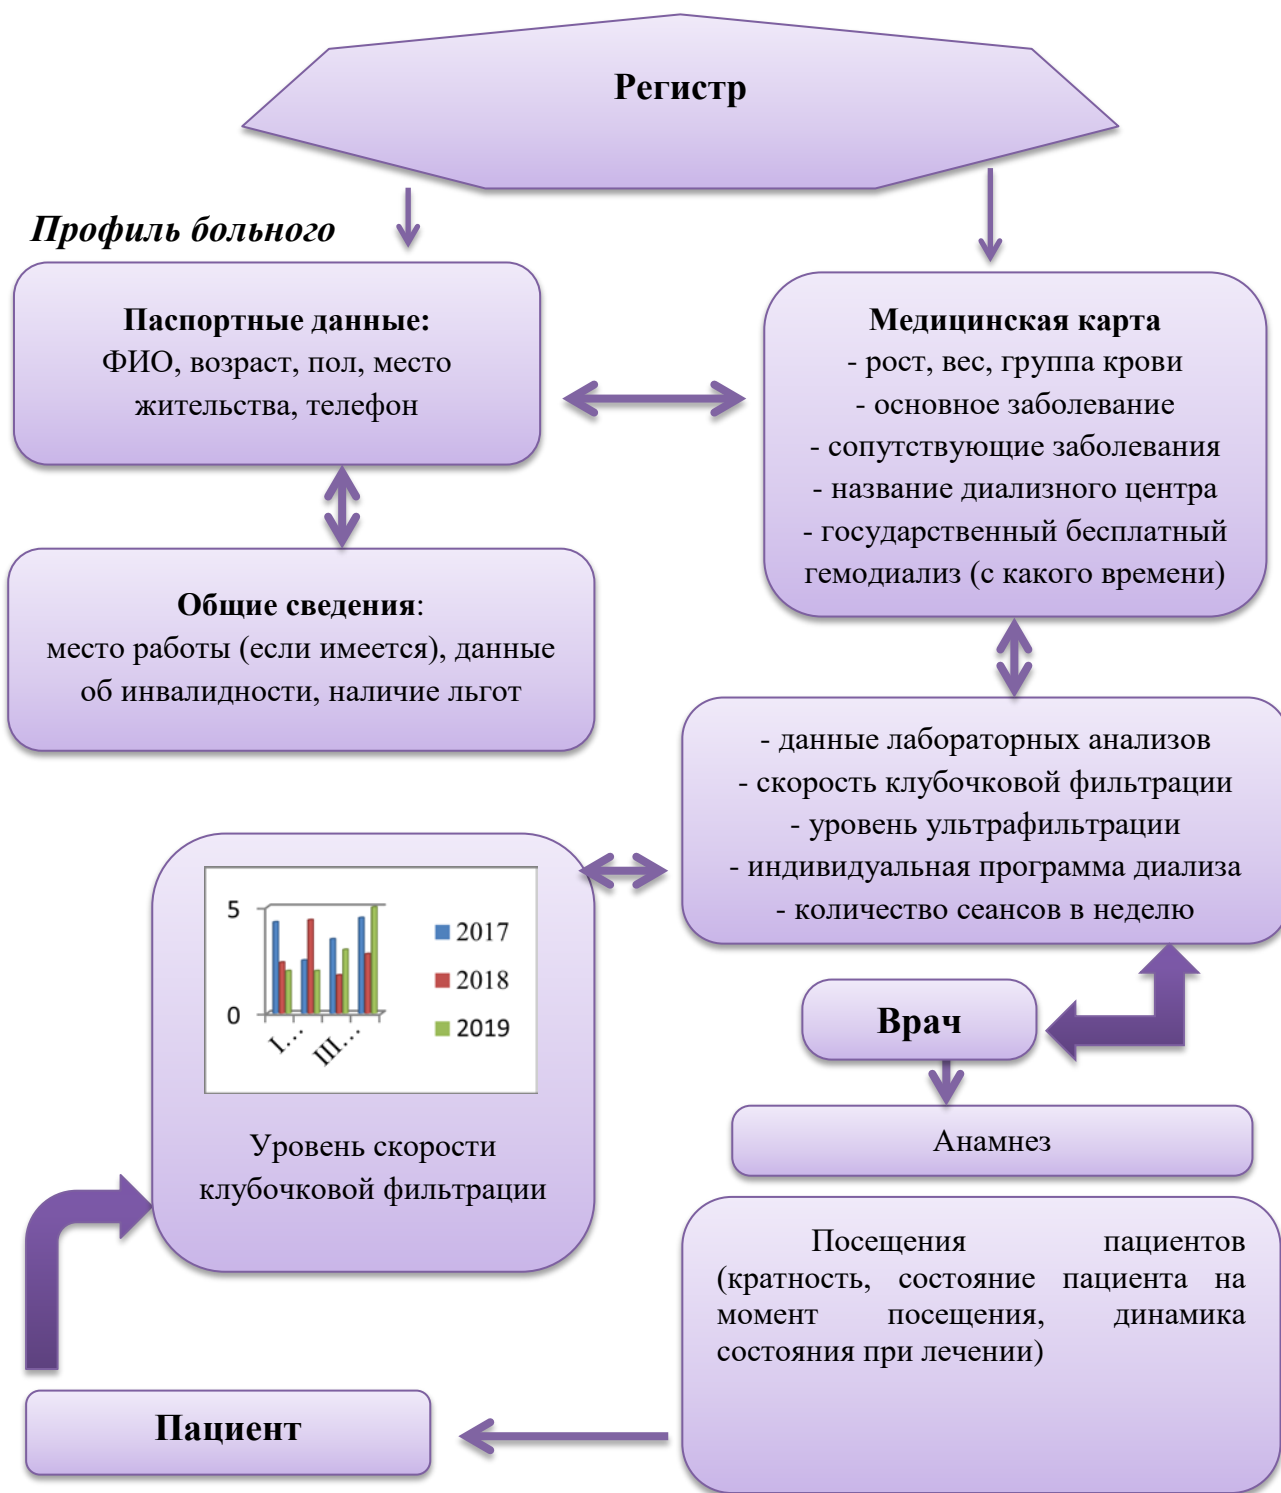 Регистр
Профиль больного
Паспортные данные:
ФИО, возраст, пол, место
жительства, телефон
Медицинская карта
- рост, вес, группа крови
- основное заболевание
- сопутствующие заболевания
- название диализного центра
- государственный бесплатный
гемодиализ (с какого времени)
Общие сведения:
место работы (если имеется), данные
об инвалидности, наличие льгот
- данные лабораторных анализов
- скорость клубочковой фильтрации
- уровень ультрафильтрации
- индивидуальная программа диализа
- количество сеансов в неделю
5
0
I...
III...
2017
2018
2019
Уровень скорости
клубочковой фильтрации
Врач
Анамнез
Посещения пациентов
(кратность, состояние пациента на
момент посещения, динамика
состояния при лечении)
Пациент